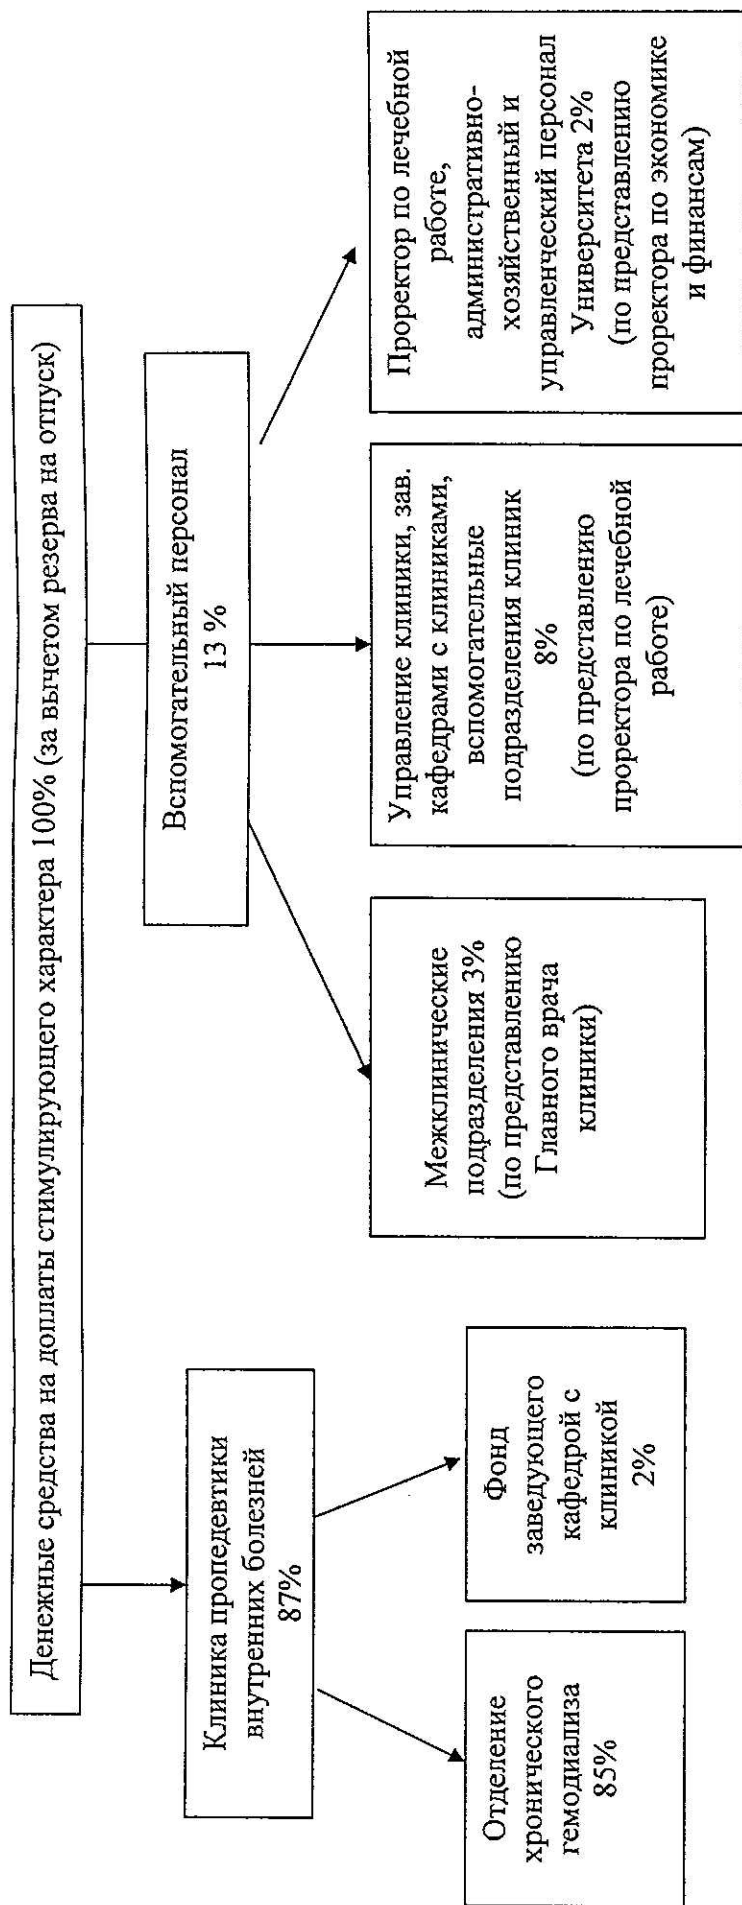 Денежные средства на доплаты стимулирующего характера 100% (за вычетом резерва на отпуск)
Клиника пропедевтики
внутренних болезней
87%
Вспомогательный персонал
13 %
Отделение
хронического
гемодиализа
85%
Фонд
заведующего
кафедрой с
клиникой
2%
Межклинические
подразделения 3%
(по представлению
Главного врача
клиники)
Управление клиники, зав.
кафедрами с клиниками,
вспомогательные
подразделения клиник
8%
(по представлению
проректора по лечебной
работе)
Проректор по лечебной
работе,
административно-
хозяйственный и
управленческий персонал
Университета 2%
(по представлению
проректора по экономике
и финансам)